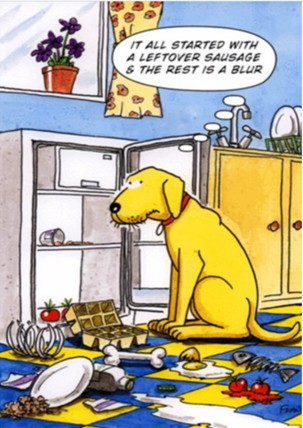 IT ALL STARTED WITH
A LEFTOVER SAUSAGE
& THE REST IS A BLUR